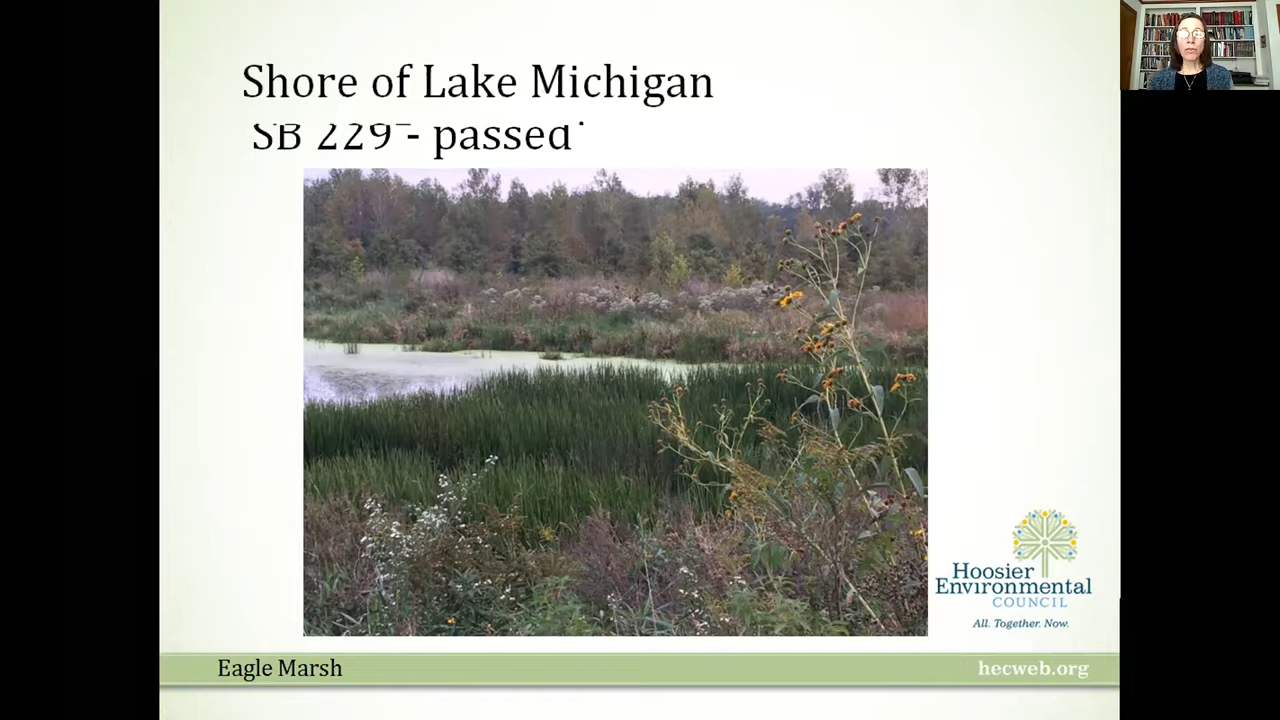 Shore of Lake Michigan
SB 229 - passed
Hoosier
Environmental
COUNCIL
All. Together. Now.
Eagle Marsh
hecweb.org